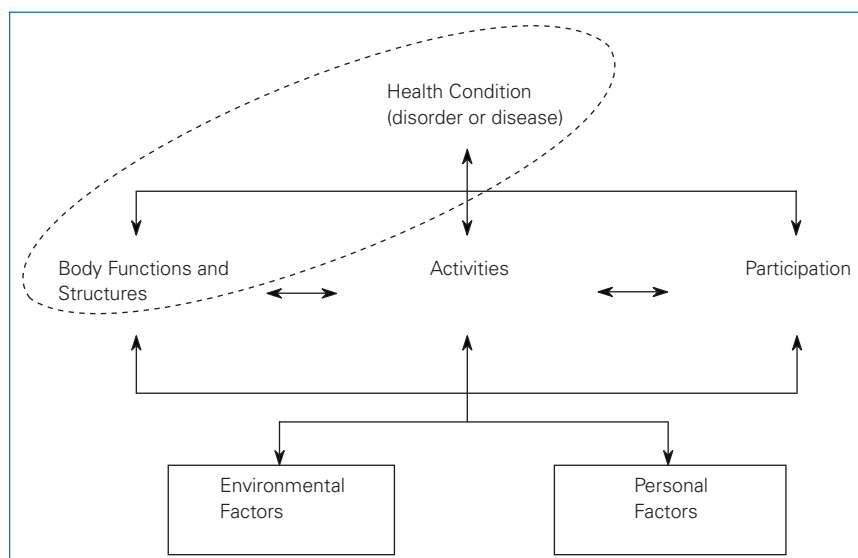 Health Condition
(disorder or disease)
Body Functions and
Structures
Activities
Participation
Environmental
Factors
Personal
Factors